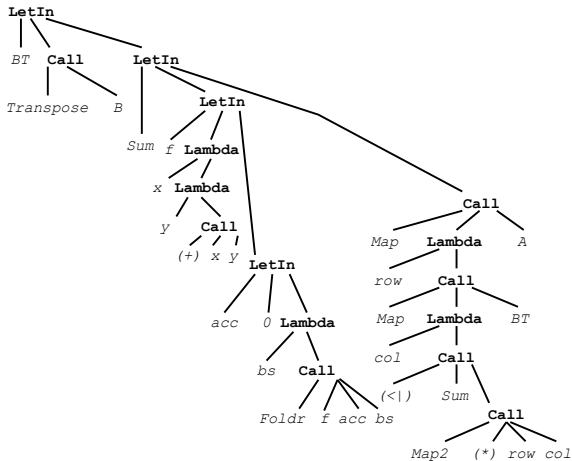 LetIn
BT Call LetIn
Transpose B LetIn
Sum f Lambda
x Lambda
y Call Call
(+) x y Map Lambda A
LetIn row Call
acc 0 Lambda Map Lambda BT
col Call
bs Call (<|) Sum
Foldr f acc bs Call
Map2 (*) row col